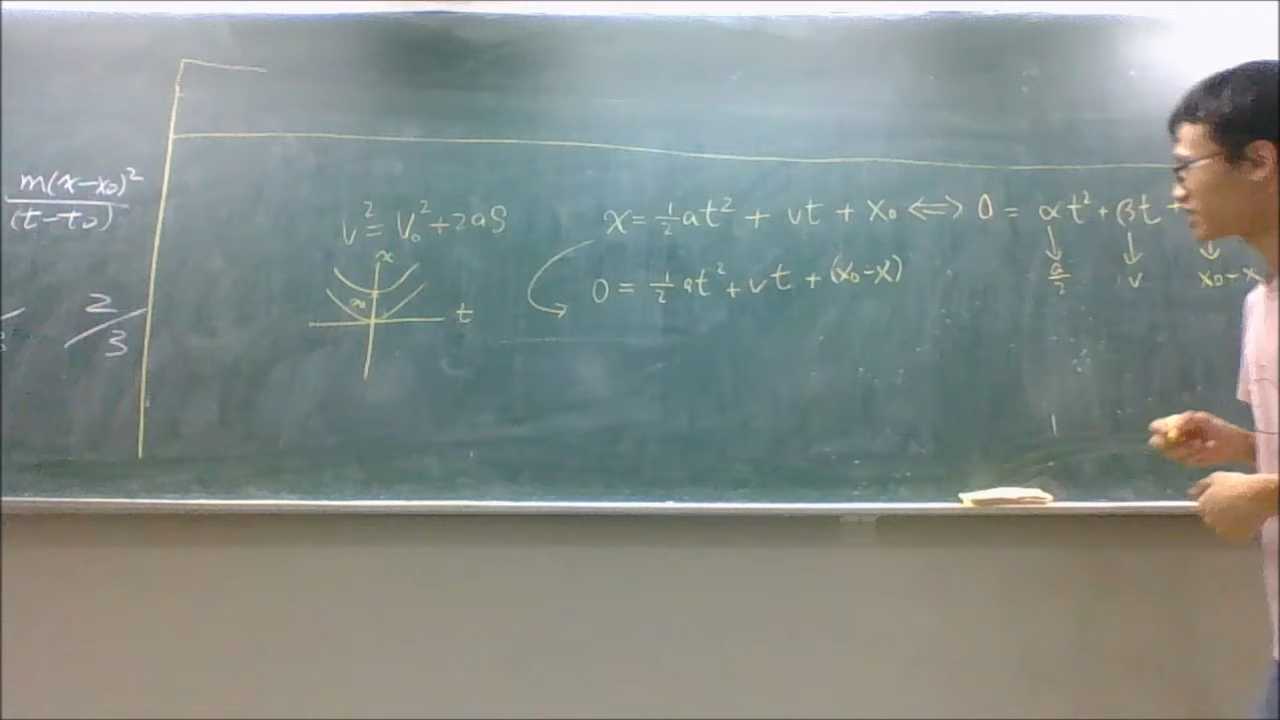 m(x-x₀)²
(t-t₀)
2
3
v² = V₀² + 2aS
x
x₀
t
x = ½at² + vt + x₀ ⟺ 0 = αt² + βt +
0 = ½at² + vt + (x₀-x)
↓ ↓ ↓
a/2 v x₀-x